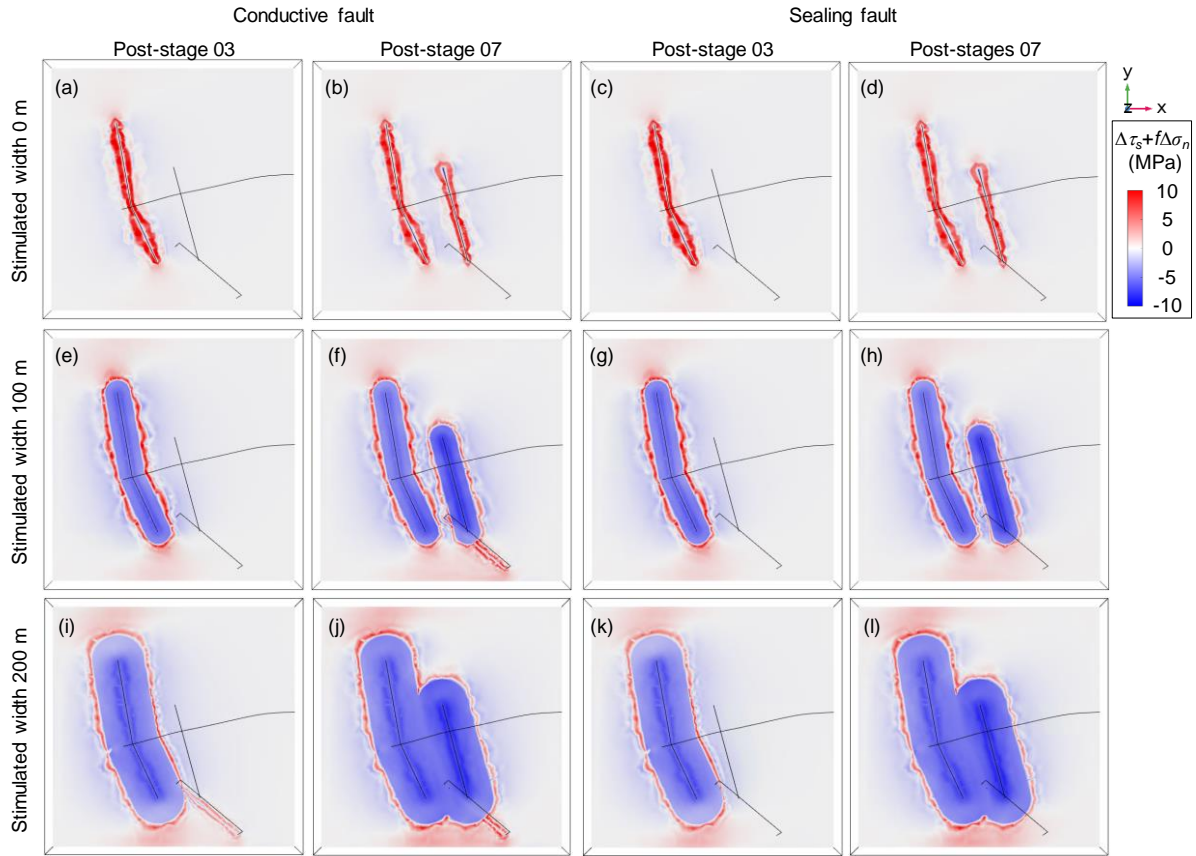 Conductive fault Sealing fault
Post-stage 03 Post-stage 07 Post-stage 03 Post-stages 07
Stimulated width 0 m
(a) (b) (c) (d)
y
z x
Δτs+fΔσn
(MPa)
10
5
0
-5
-10
Stimulated width 100 m
(e) (f) (g) (h)
Stimulated width 200 m
(i) (j) (k) (l)